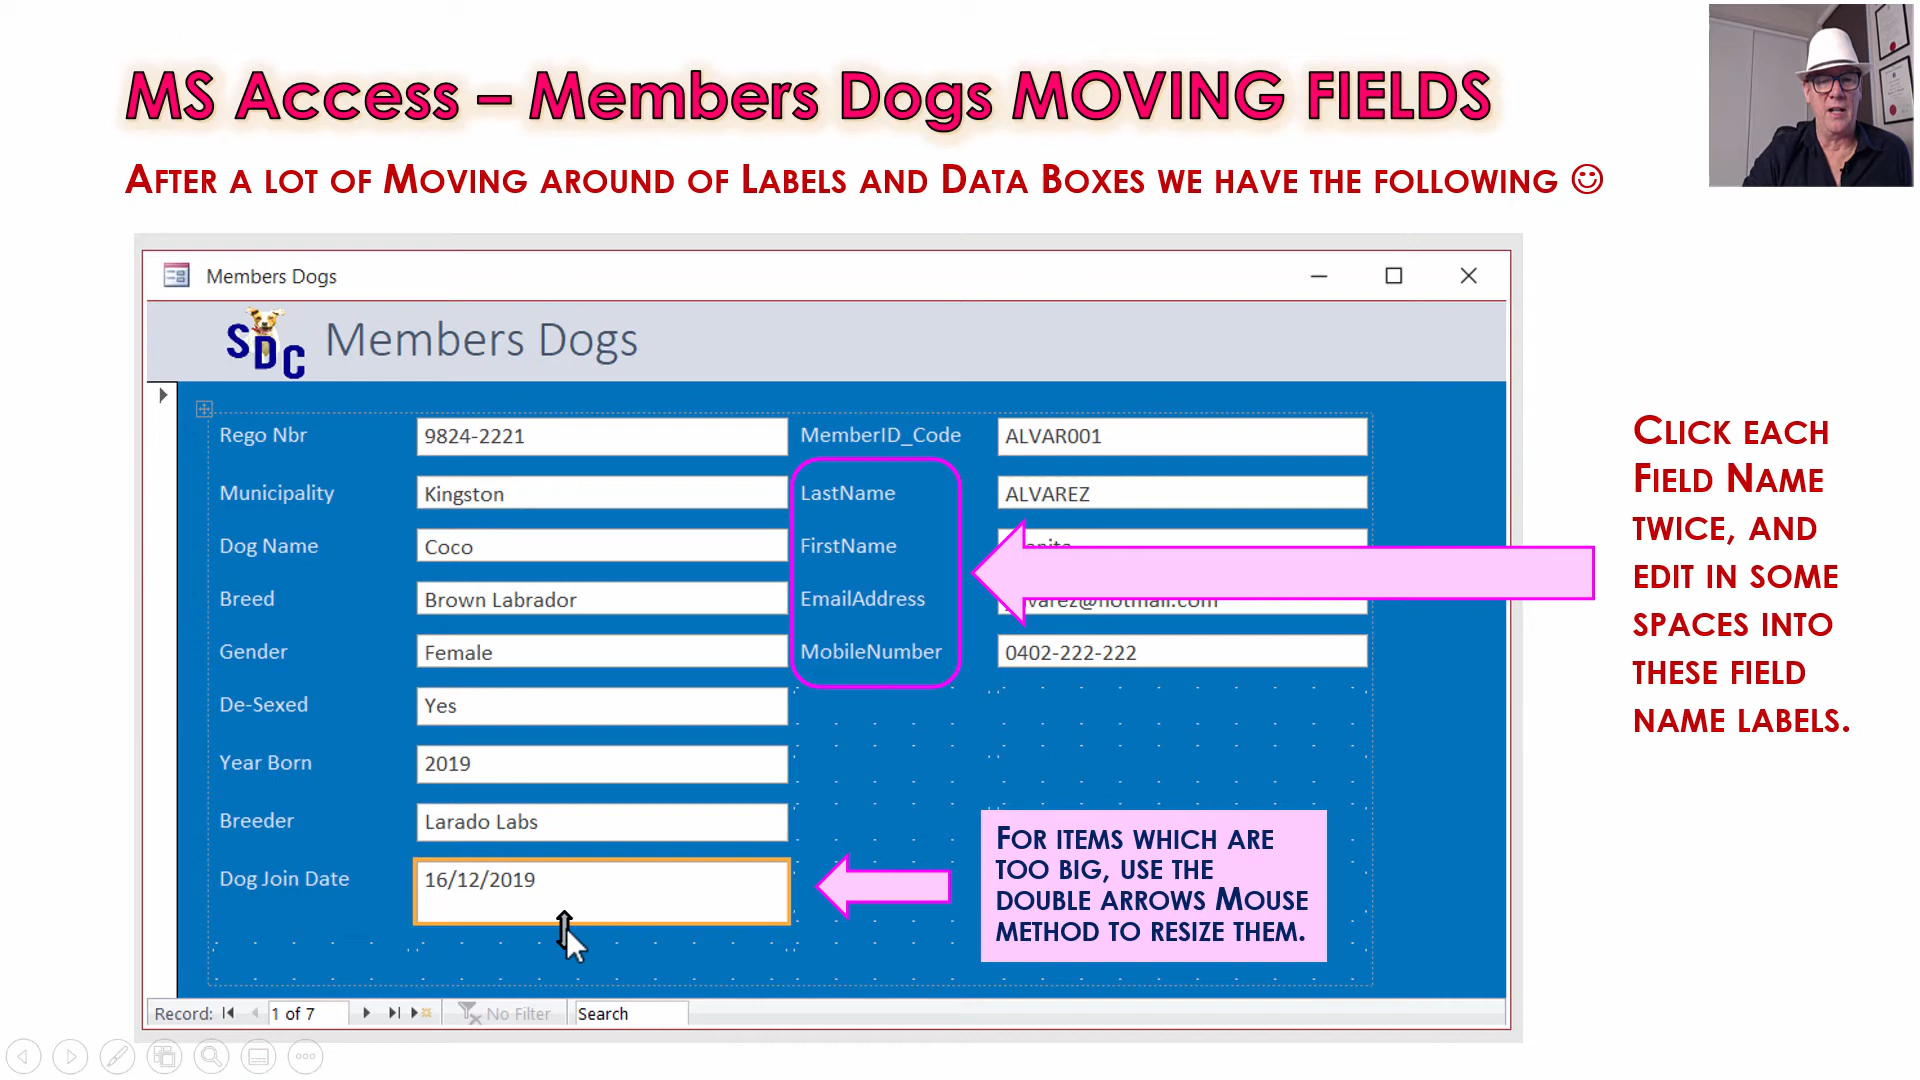 MS Access – Members Dogs MOVING FIELDS
AFTER A LOT OF MOVING AROUND OF LABELS AND DATA BOXES WE HAVE THE FOLLOWING ☺
Members Dogs
SDC Members Dogs
Rego Nbr 9824-2221 MemberID_Code ALVAR001
Municipality Kingston LastName ALVAREZ
Dog Name Coco FirstName
Breed Brown Labrador EmailAddress
Gender Female MobileNumber 0402-222-222
De-Sexed Yes
Year Born 2019
Breeder Larado Labs
Dog Join Date 16/12/2019
CLICK EACH
FIELD NAME
TWICE, AND
EDIT IN SOME
SPACES INTO
THESE FIELD
NAME LABELS.
FOR ITEMS WHICH ARE
TOO BIG, USE THE
DOUBLE ARROWS MOUSE
METHOD TO RESIZE THEM.
Record: 1 of 7 No Filter Search